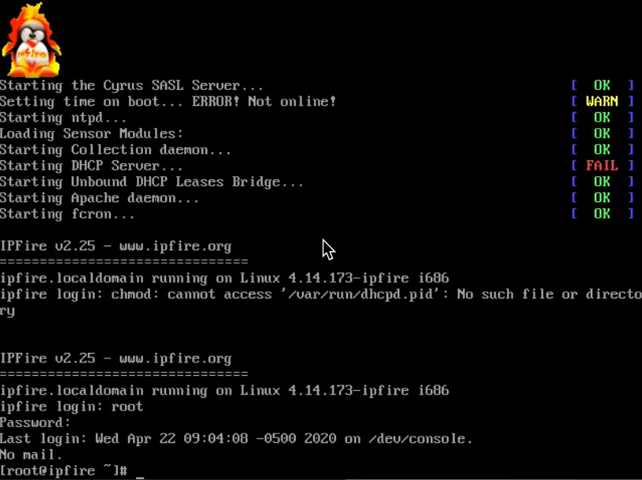 ipfire
Starting the Cyrus SASL Server... [ OK ]
Setting time on boot... ERROR! Not online! [ WARN ]
Starting ntpd... [ OK ]
Loading Sensor Modules: [ OK ]
Starting Collection daemon... [ OK ]
Starting DHCP Server... [ FAIL ]
Starting Unbound DHCP Leases Bridge... [ OK ]
Starting Apache daemon... [ OK ]
Starting fcron... [ OK ]
IPFire v2.25 - www.ipfire.org
===============================
ipfire.localdomain running on Linux 4.14.173-ipfire i686
ipfire login: chmod: cannot access '/var/run/dhcpd.pid': No such file or directo
ry
IPFire v2.25 - www.ipfire.org
===============================
ipfire.localdomain running on Linux 4.14.173-ipfire i686
ipfire login: root
Password:
Last login: Wed Apr 22 09:04:08 -0500 2020 on /dev/console.
No mail.
[root@ipfire ~]# _